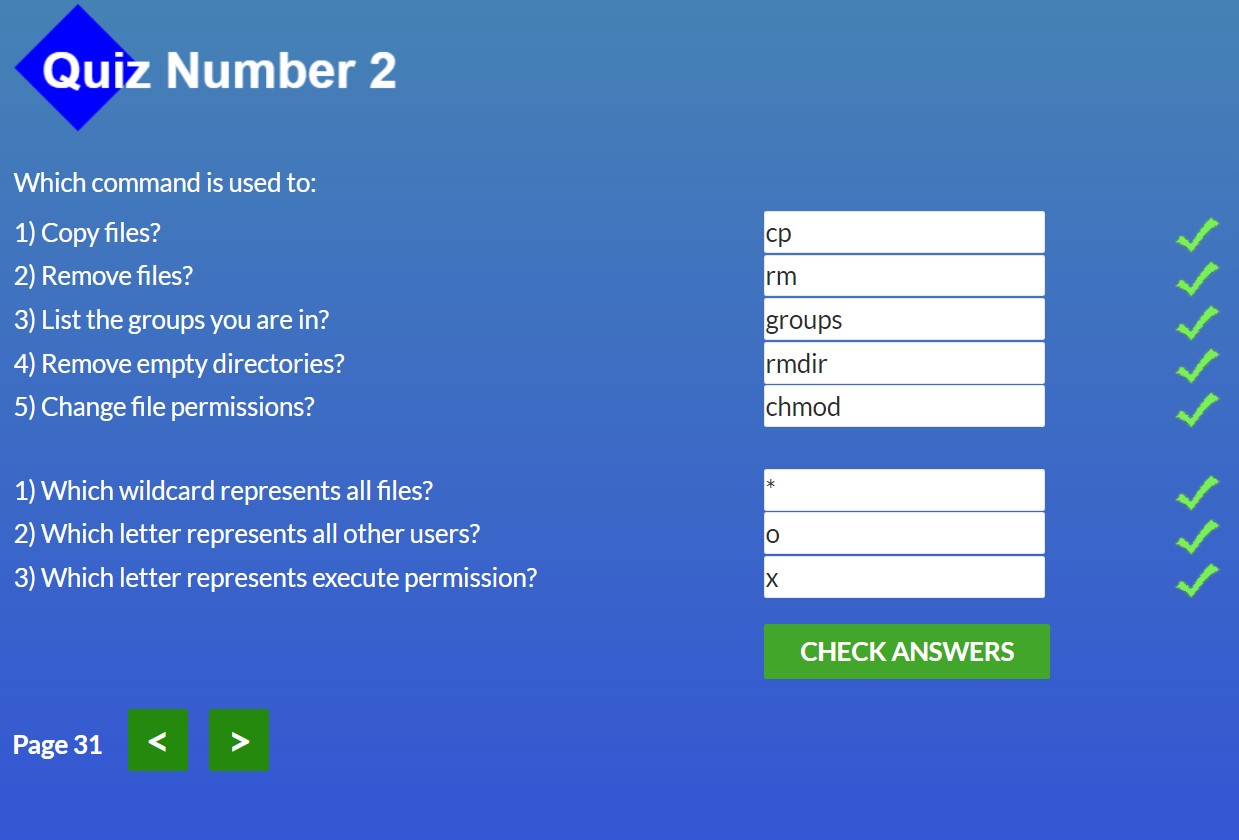 Quiz Number 2
Which command is used to:
1) Copy files? cp
2) Remove files? rm
3) List the groups you are in? groups
4) Remove empty directories? rmdir
5) Change file permissions? chmod
1) Which wildcard represents all files? *
2) Which letter represents all other users? o
3) Which letter represents execute permission? x
CHECK ANSWERS
Page 31 < >